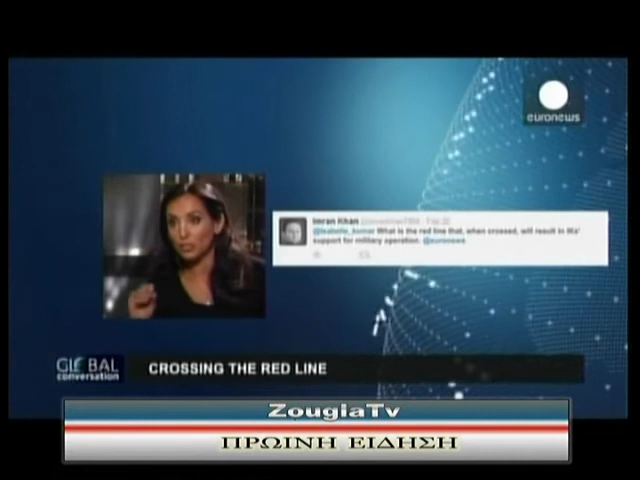 euronews
Imran Khan
@isabelle_kumar What is the red line that, when crossed, will result in
support for military operation. @euronews
GLOBAL
conversation
CROSSING THE RED LINE
ZougiaTv
ΠΡΩΙΝΗ ΕΙΔΗΣΗ